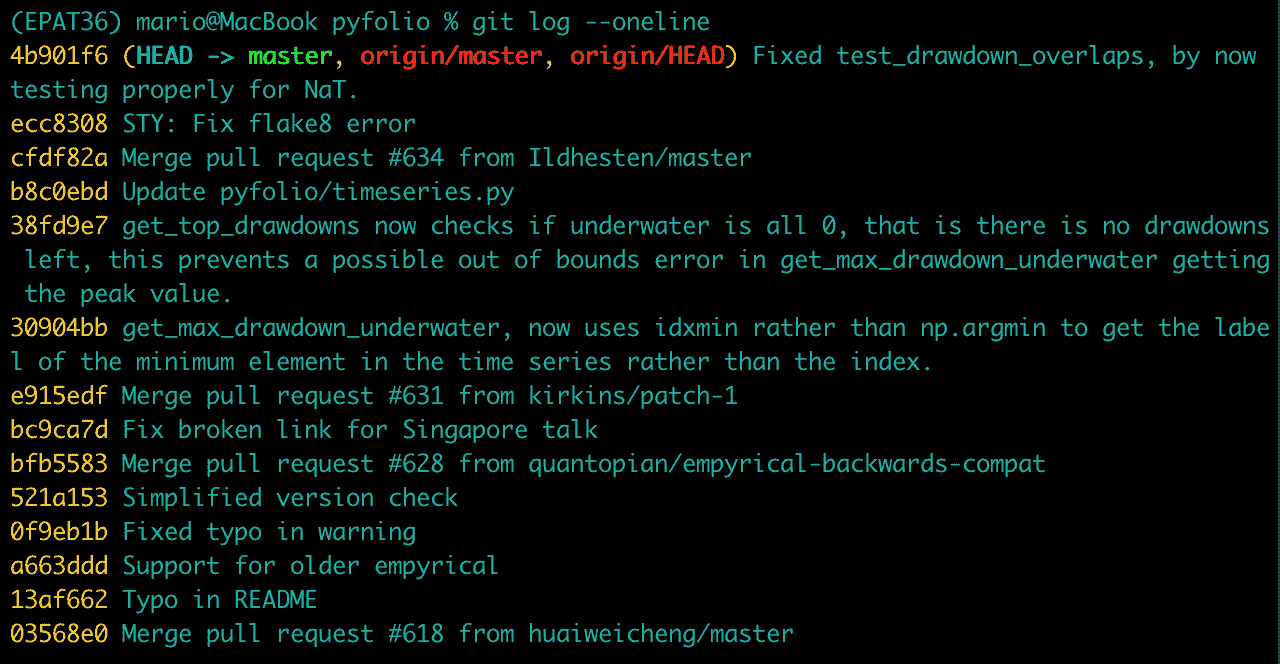 (EPAT36) mario@MacBook pyfolio % git log --oneline
4b901f6 (HEAD -> master, origin/master, origin/HEAD) Fixed test_drawdown_overlaps, by now
testing properly for NaT.
ecc8308 STY: Fix flake8 error
cfdf82a Merge pull request #634 from Ildhesten/master
b8c0ebd Update pyfolio/timeseries.py
38fd9e7 get_top_drawdowns now checks if underwater is all 0, that is there is no drawdowns
left, this prevents a possible out of bounds error in get_max_drawdown_underwater getting
the peak value.
30904bb get_max_drawdown_underwater, now uses idxmin rather than np.argmin to get the labe
l of the minimum element in the time series rather than the index.
e915edf Merge pull request #631 from kirkins/patch-1
bc9ca7d Fix broken link for Singapore talk
bfb5583 Merge pull request #628 from quantopian/empyrical-backwards-compat
521a153 Simplified version check
0f9eb1b Fixed typo in warning
a663ddd Support for older empyrical
13af662 Typo in README
03568e0 Merge pull request #618 from huaiweicheng/master